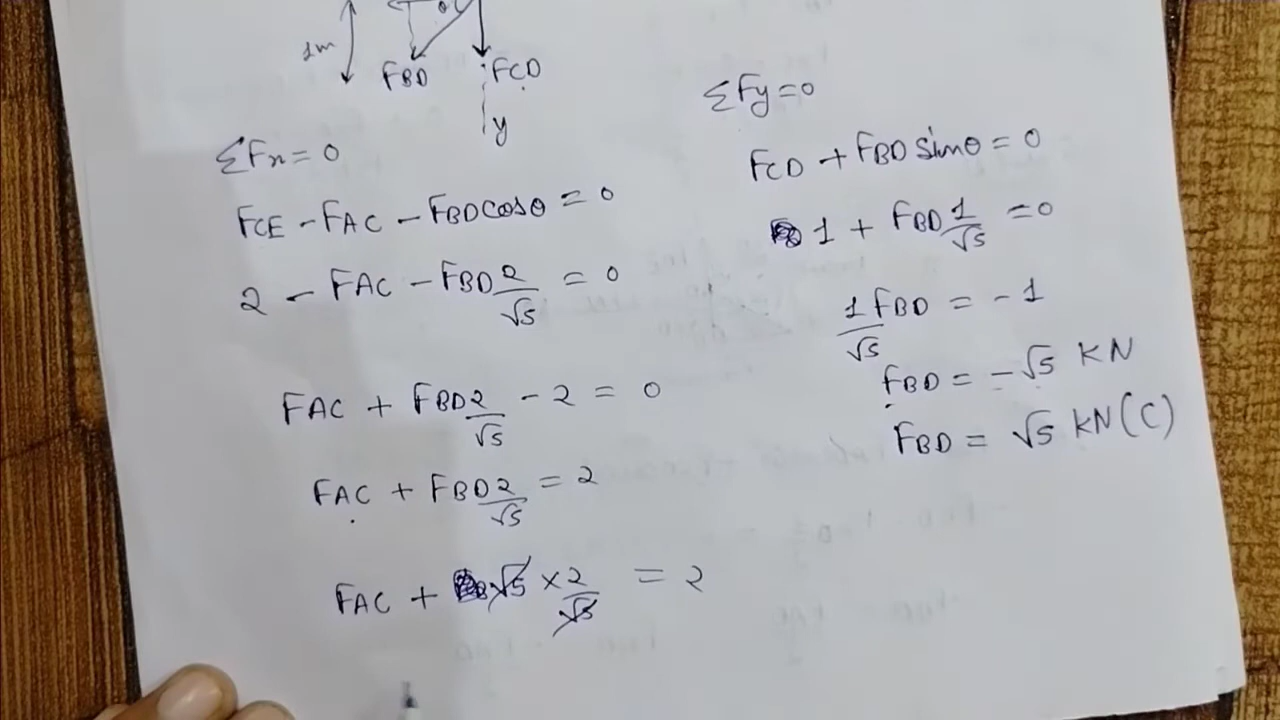 1m
θ
FBD
FCD
y
ΣFx = 0
FCE - FAC - FBD cosθ = 0
2 - FAC - FBD 2/√5 = 0
FAC + FBD 2/√5 - 2 = 0
FAC + FBD 2/√5 = 2
FAC + √5 × 2/√5 = 2
ΣFy = 0
FCD + FBD sinθ = 0
1 + FBD 1/√5 = 0
1/√5 FBD = - 1
FBD = - √5 KN
FBD = √5 KN (C)